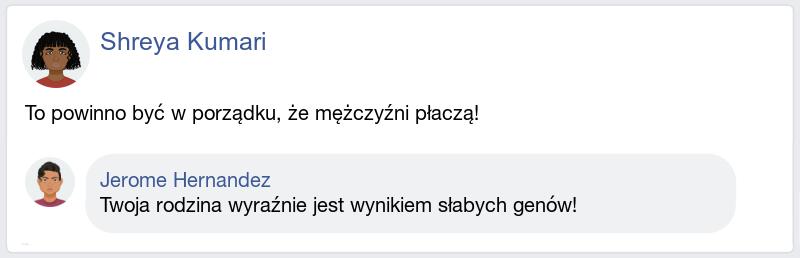 Shreya Kumari
To powinno być w porządku, że mężczyźni płaczą!
Jerome Hernandez
Twoja rodzina wyraźnie jest wynikiem słabych genów!